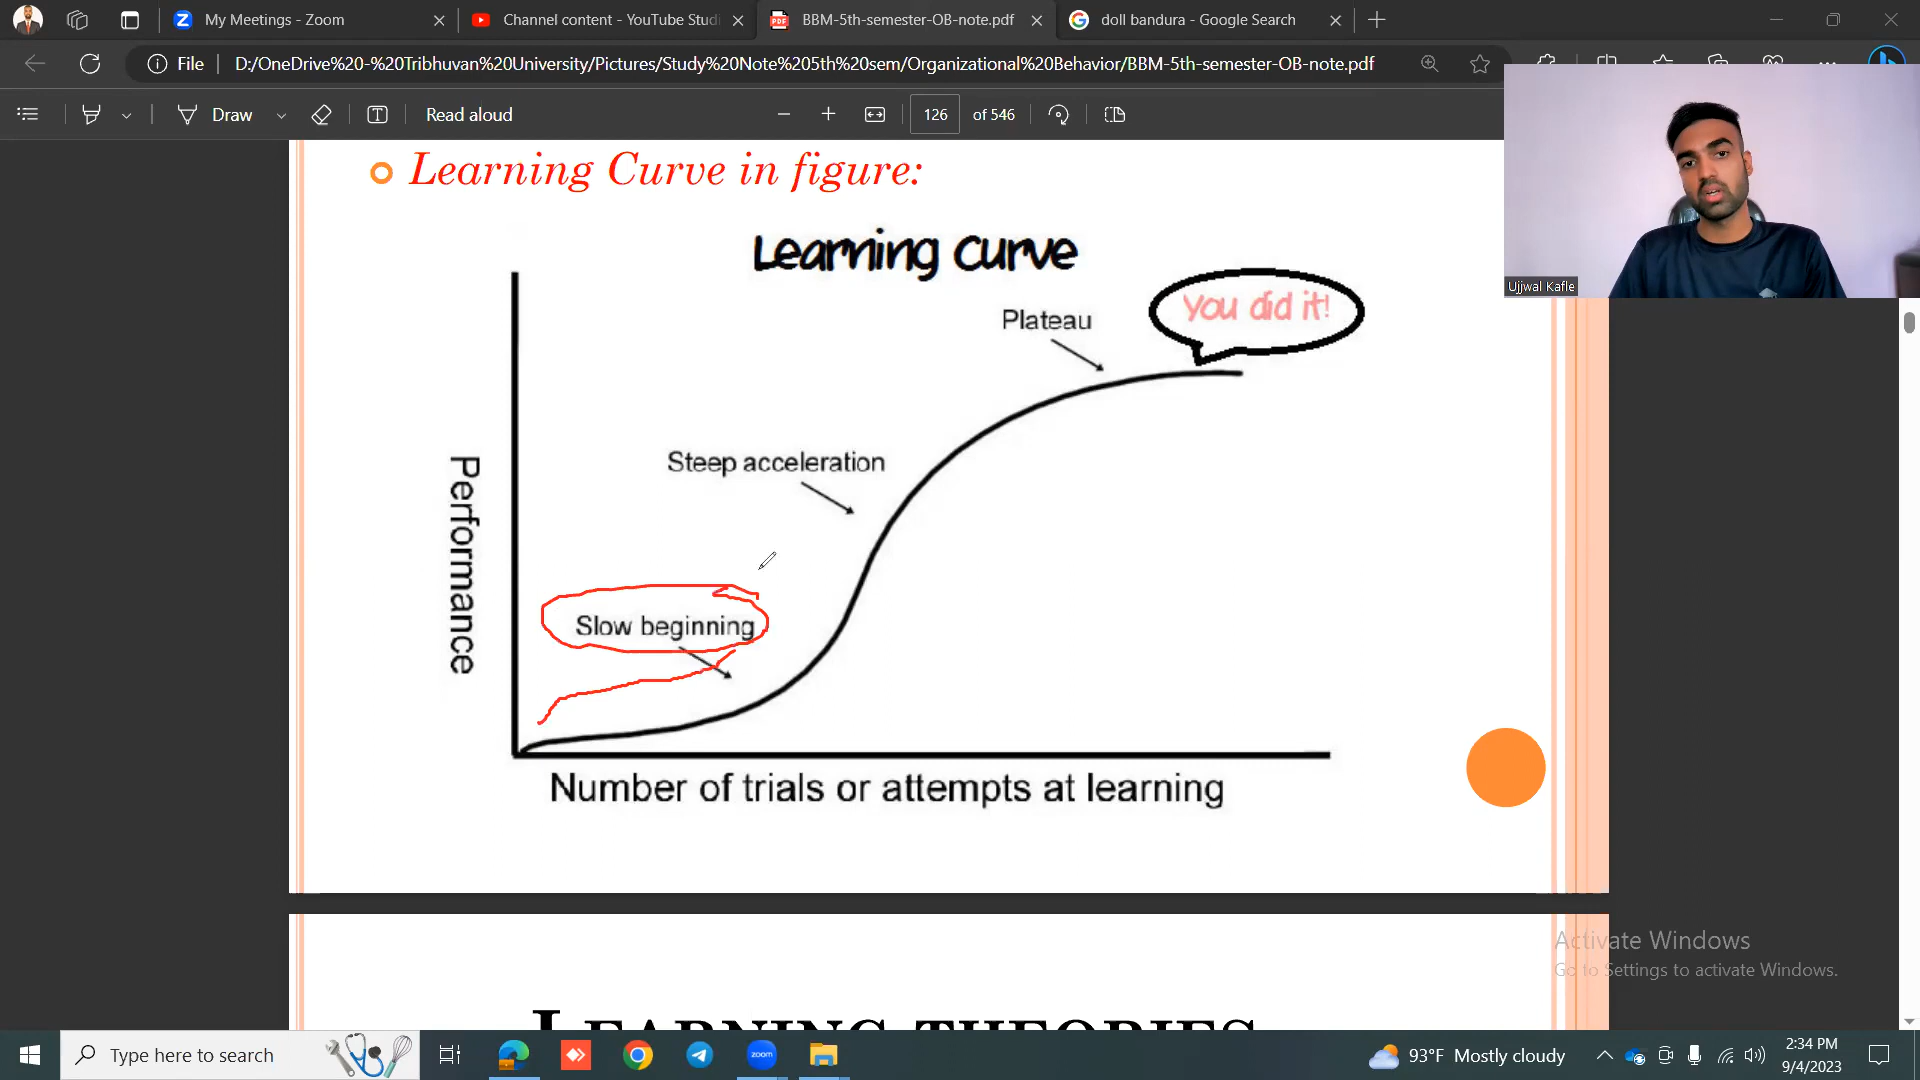 My Meetings - Zoom
Channel content - YouTube Studi
BBM-5th-semester-OB-note.pdf
doll bandura - Google Search
File
D:/OneDrive%20-%20Tribhuvan%20University/Pictures/Study%20Note%205th%20sem/Organizational%20Behavior/BBM-5th-semester-OB-note.pdf
Draw
Read aloud
126
of 546
Learning Curve in figure:
Learning Curve
You did it!
Plateau
Steep acceleration
Slow beginning
Performance
Number of trials or attempts at learning
Ujjwal Kafle
Activate Windows
Go to Settings to activate Windows.
LEARNING THEORIES
Type here to search
zoom
93°F Mostly cloudy
2:34 PM
9/4/2023